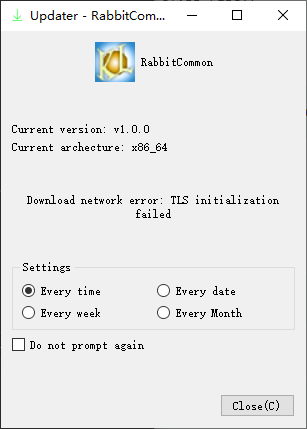 Updater - RabbitCom...
RabbitCommon
Current version: v1.0.0
Current archecture: x86_64
Download network error: TLS initialization
failed
Settings
Every time
Every date
Every week
Every Month
Do not prompt again
Close(C)